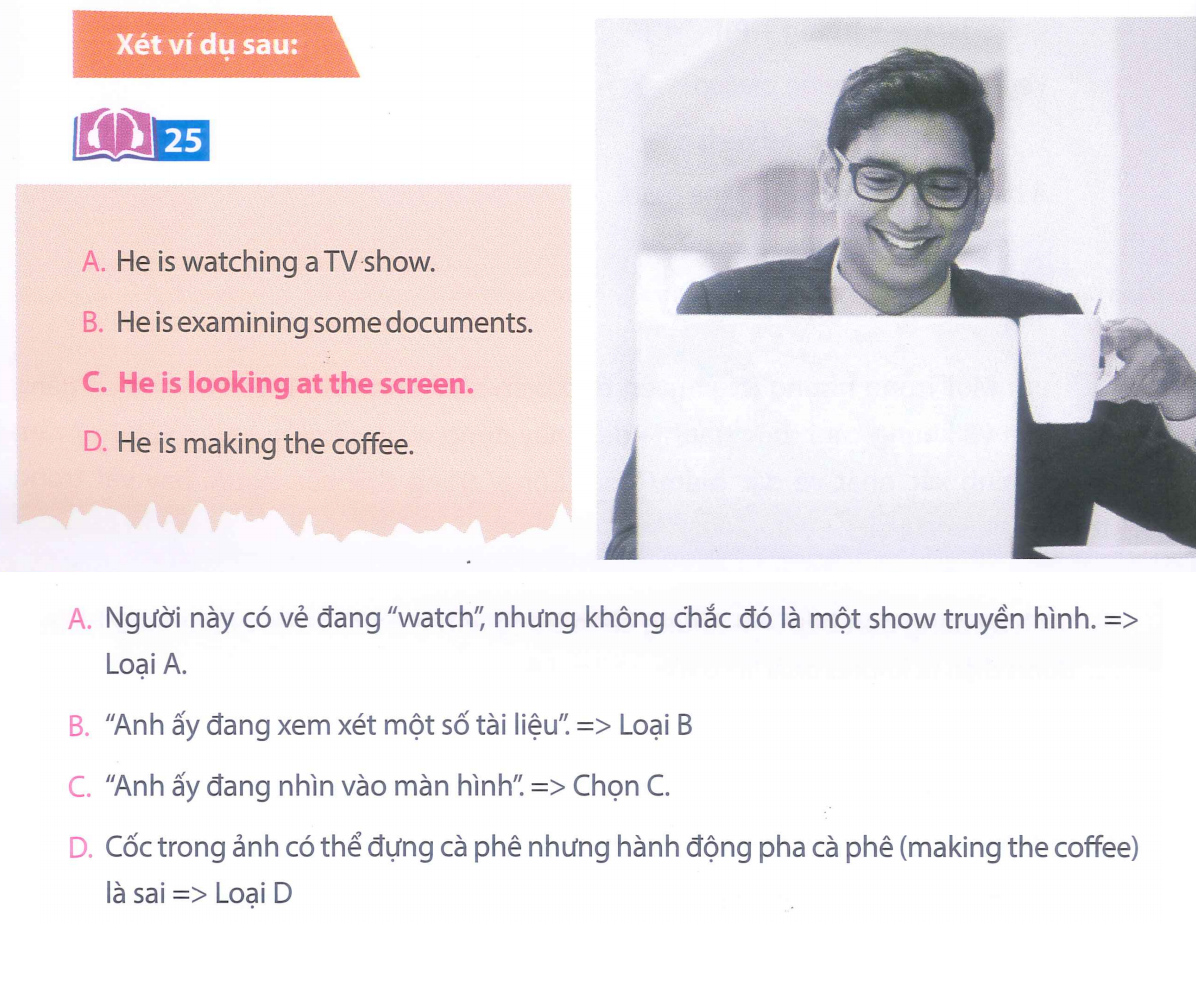 Xét ví dụ sau:
25
A. He is watching a TV show.
B. He is examining some documents.
C. He is looking at the screen.
D. He is making the coffee.
A. Người này có vẻ đang “watch”, nhưng không chắc đó là một show truyền hình. =>
Loại A.
B. “Anh ấy đang xem xét một số tài liệu”. => Loại B
C. “Anh ấy đang nhìn vào màn hình”. => Chọn C.
D. Cốc trong ảnh có thể đựng cà phê nhưng hành động pha cà phê (making the coffee)
là sai => Loại D